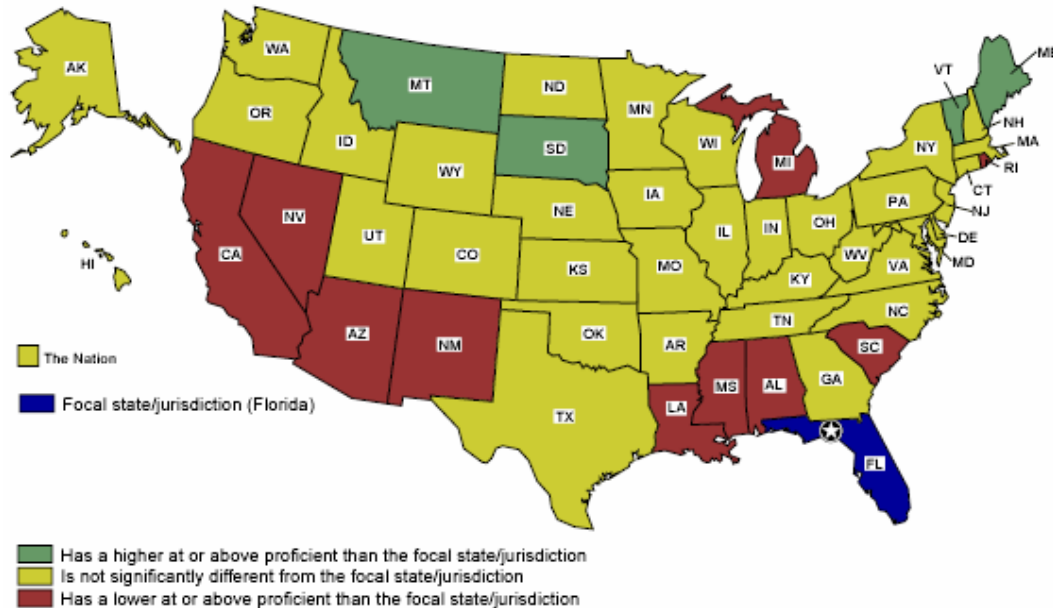 AK
WA
MT
ND
MN
VT
ME
OR
ID
SD
WI
NH
MA
NY
MI
RI
WY
CT
IA
PA
NJ
NE
NV
OH
IL
IN
DE
UT
CA
CO
WV
MD
HI
KS
MO
VA
KY
NC
TN
OK
AZ
NM
AR
SC
The Nation
GA
MS
AL
Focal state/jurisdiction (Florida)
LA
TX
FL
Has a higher at or above proficient than the focal state/jurisdiction
Is not significantly different from the focal state/jurisdiction
Has a lower at or above proficient than the focal state/jurisdiction